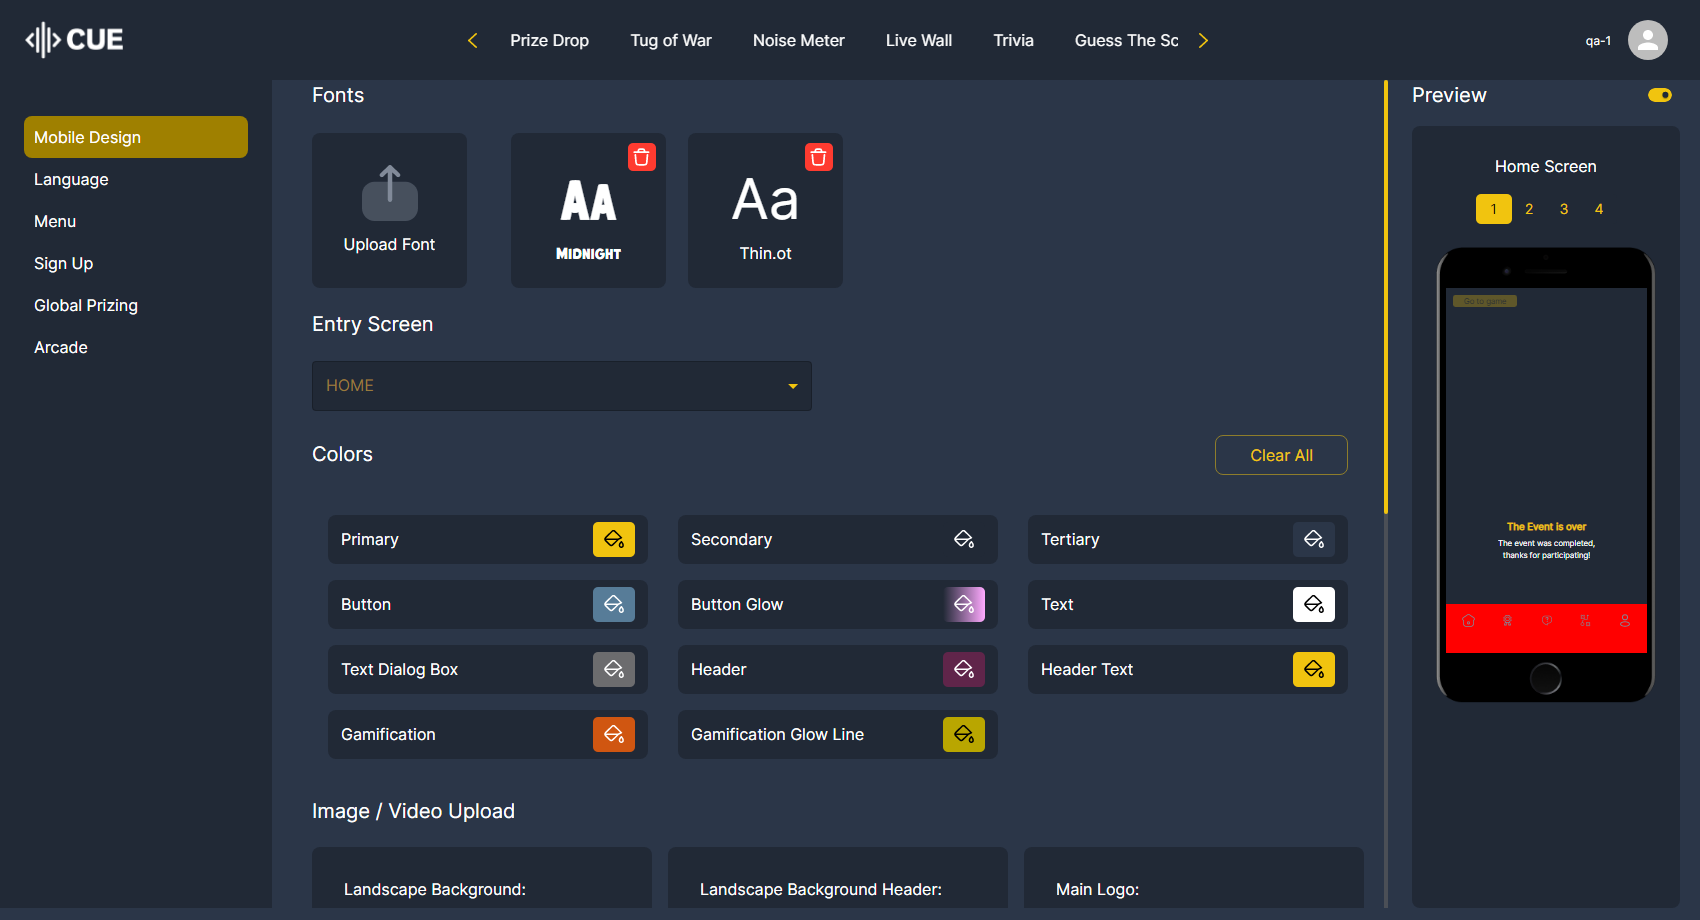 CUE
Prize Drop
Tug of War
Noise Meter
Live Wall
Trivia
Guess The Sc
qa-1
Mobile Design
Language
Menu
Sign Up
Global Prizing
Arcade
Fonts
Upload Font
AA
MIDNIGHT
Aa
Thin.ot
Entry Screen
HOME
Colors
Clear All
Primary
Secondary
Tertiary
Button
Button Glow
Text
Text Dialog Box
Header
Header Text
Gamification
Gamification Glow Line
Image / Video Upload
Landscape Background:
Landscape Background Header:
Main Logo:
Preview
Home Screen
1 2 3 4
Go to game
The Event is over
The event was completed,
thanks for participating!